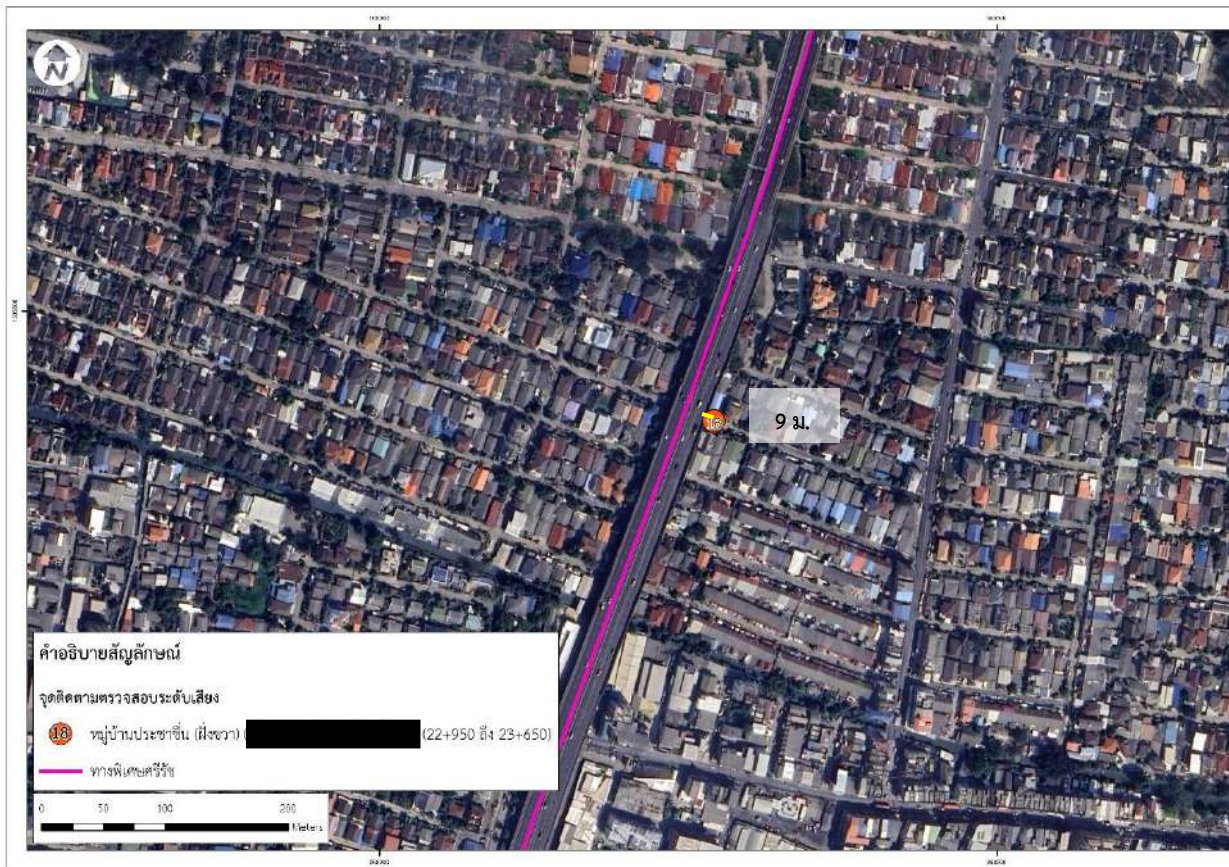 N
18
9 ม.
คำอธิบายสัญลักษณ์
จุดติดตามตรวจสอบระดับเสียง
18 หมู่บ้านประชาชื่น (ฝั่งขวา) ( (22+950 ถึง 23+650)
ทางพิเศษศรีรัช
0 50 100 200
Meters